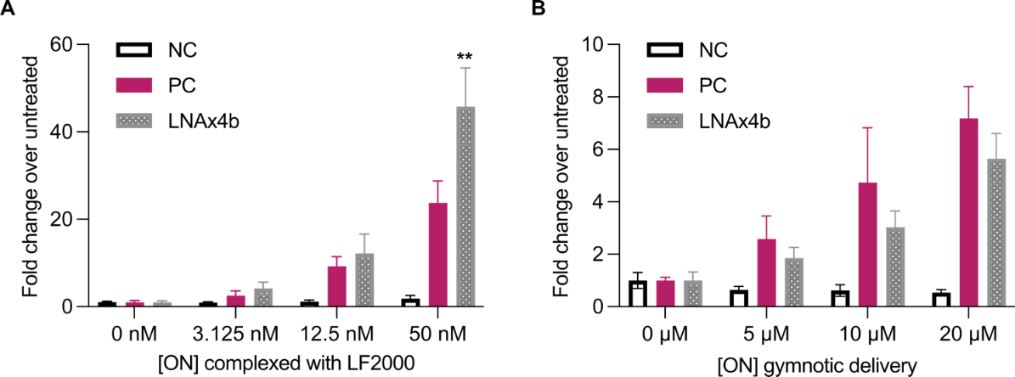 A
Fold change over untreated
60
40
20
0
NC
PC
LNAx4b
**
0 nM 3.125 nM 12.5 nM 50 nM
[ON] complexed with LF2000
B
Fold change over untreated
10
8
6
4
2
0
NC
PC
LNAx4b
0 µM 5 µM 10 µM 20 µM
[ON] gymnotic delivery